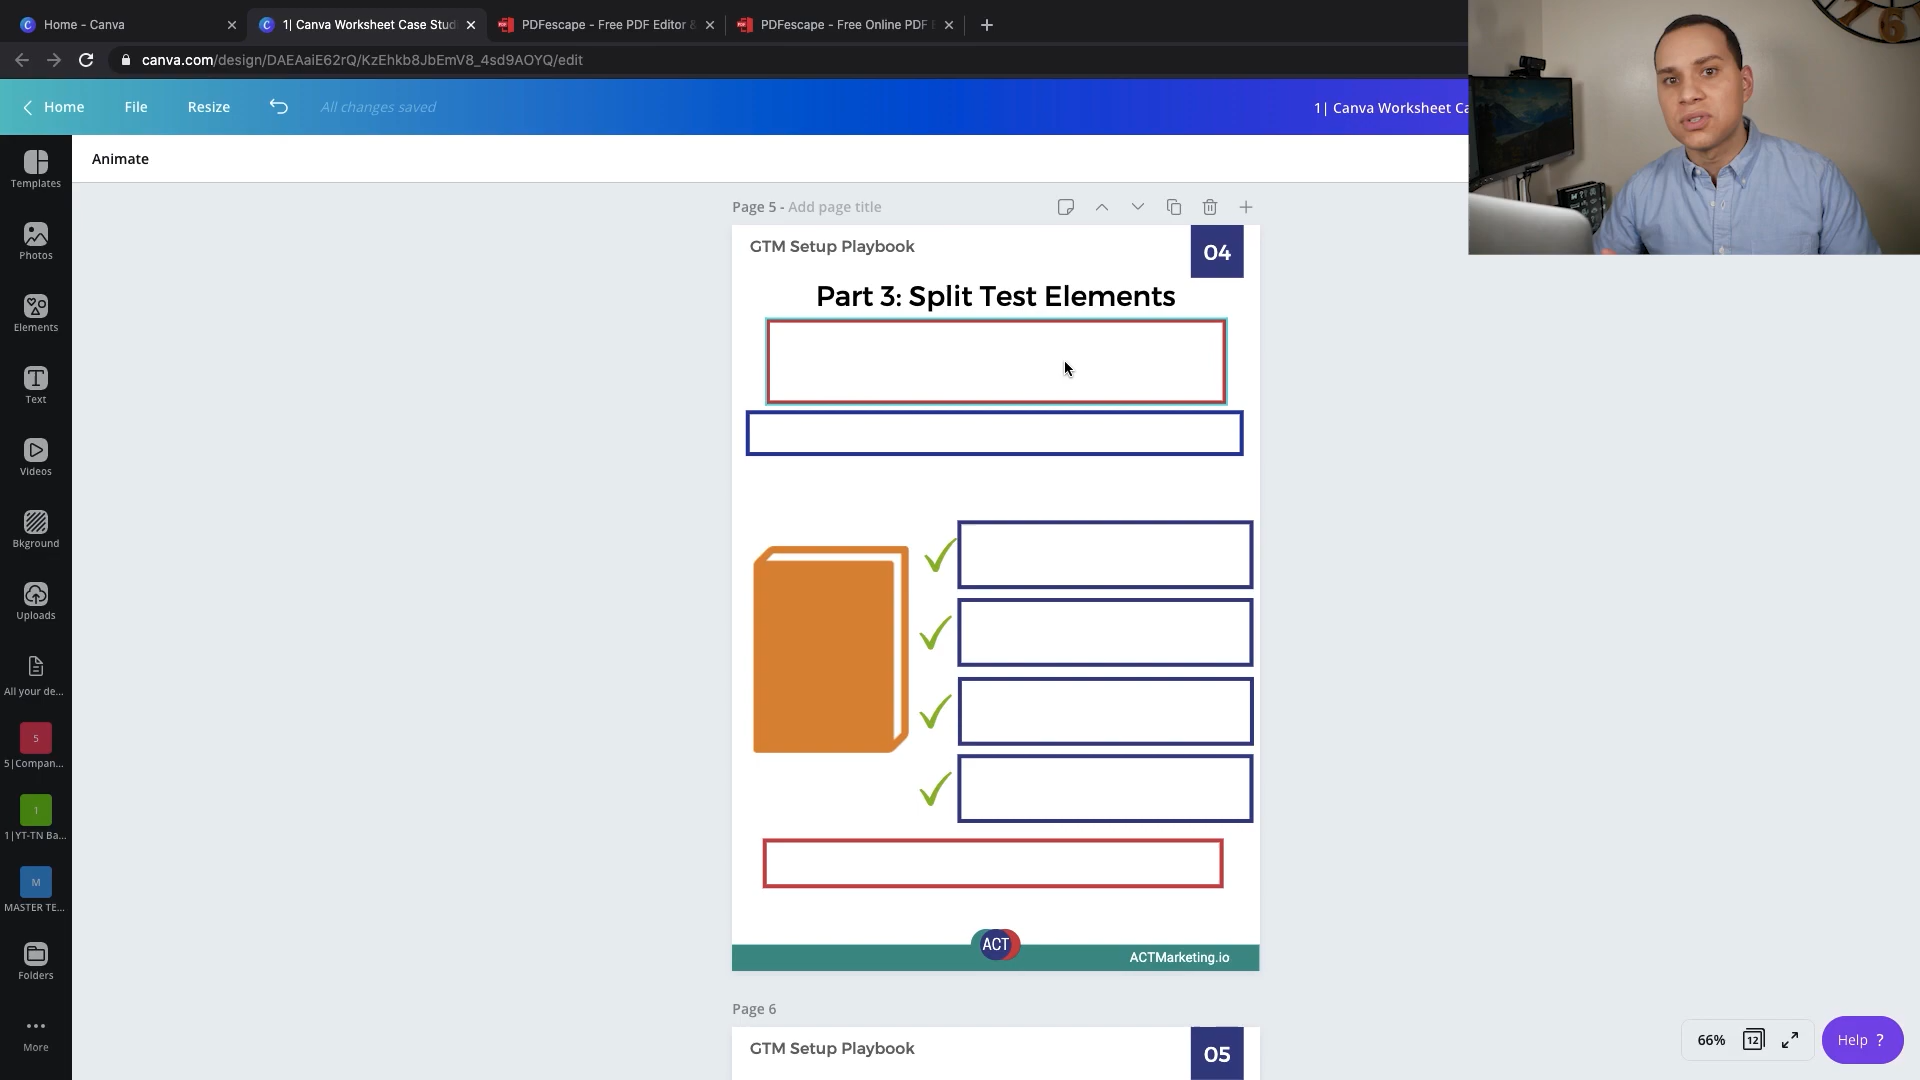 Home - Canva
1| Canva Worksheet Case Stud
PDFescape - Free PDF Editor &
PDFescape - Free Online PDF E
canva.com/design/DAEAaiE62rQ/KzEhkb8JbEmV8_4sd9AOYQ/edit
Home
File
Resize
All changes saved
1| Canva Worksheet Ca
Animate
Templates
Photos
Elements
Text
Videos
Bkground
Uploads
All your de...
5
5|Compan...
1
1|YT-TN Ba...
M
MASTER TE...
Folders
More
Page 5 - Add page title
GTM Setup Playbook
04
Part 3: Split Test Elements
ACT
ACTMarketing.io
Page 6
GTM Setup Playbook
05
66%
12
Help ?